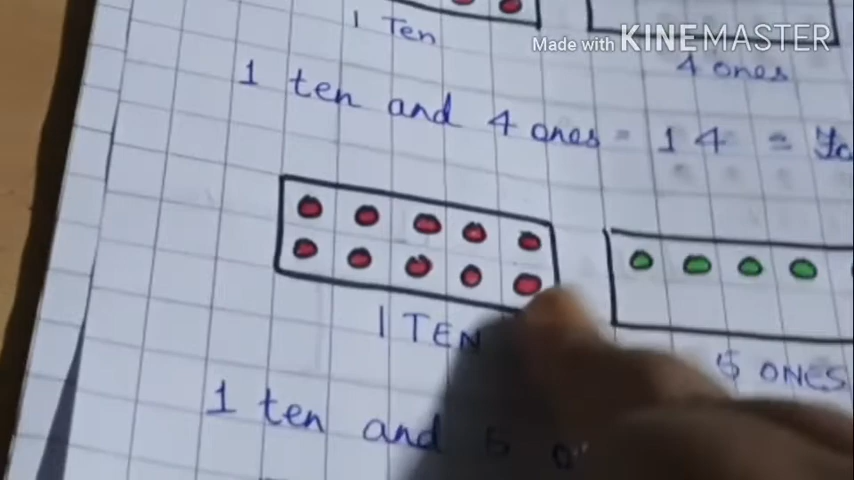 1 Ten
Made with KINEMASTER
4 ones
1 ten and 4 ones = 14 =
1 TEN
5 ONES
1 ten and 5